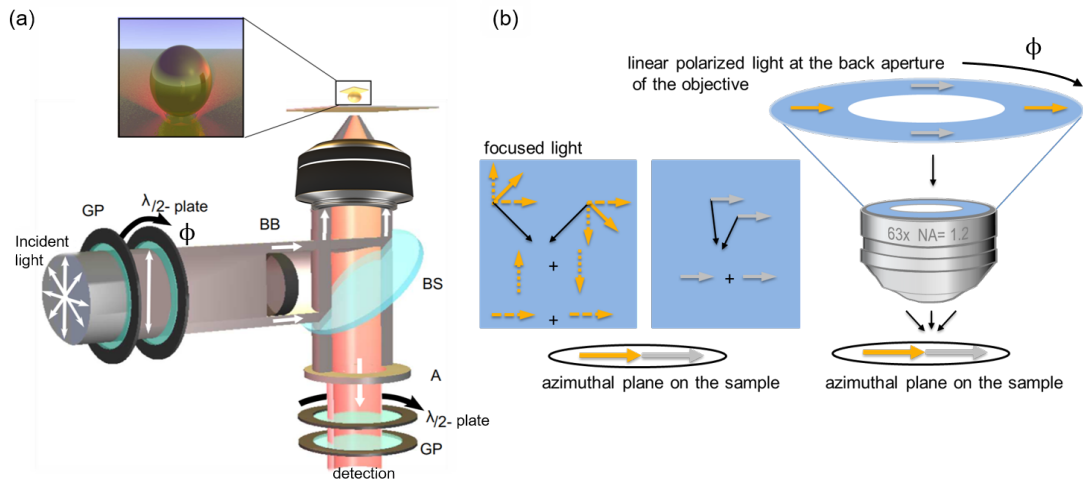 (a)
GP
λ/2- plate
ϕ
Incident
light
BB
BS
A
λ/2- plate
GP
detection
(b)
ϕ
linear polarized light at the back aperture
of the objective
focused light
+
+
+
63x NA= 1.2
azimuthal plane on the sample
azimuthal plane on the sample